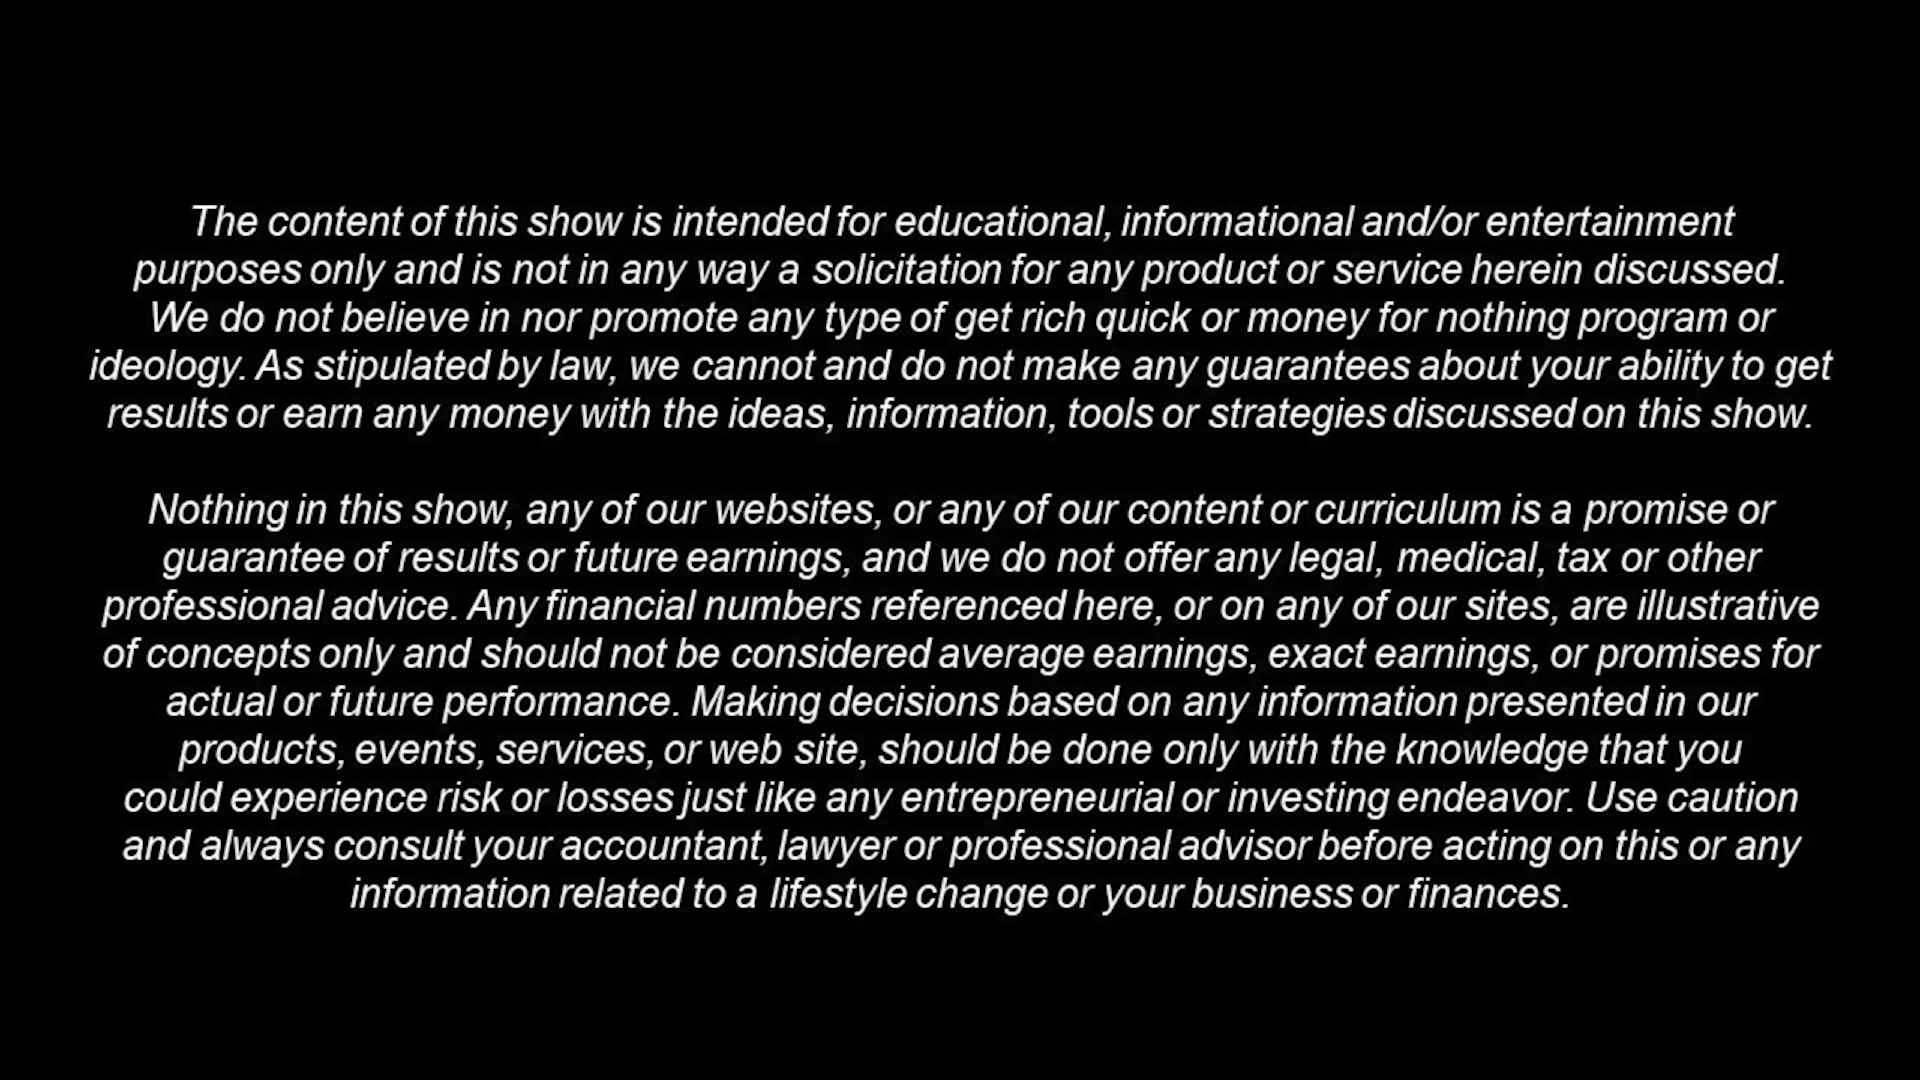 The content of this show is intended for educational, informational and/or entertainment
purposes only and is not in any way a solicitation for any product or service herein discussed.
We do not believe in nor promote any type of get rich quick or money for nothing program or
ideology. As stipulated by law, we cannot and do not make any guarantees about your ability to get
results or earn any money with the ideas, information, tools or strategies discussed on this show.
Nothing in this show, any of our websites, or any of our content or curriculum is a promise or
guarantee of results or future earnings, and we do not offer any legal, medical, tax or other
professional advice. Any financial numbers referenced here, or on any of our sites, are illustrative
of concepts only and should not be considered average earnings, exact earnings, or promises for
actual or future performance. Making decisions based on any information presented in our
products, events, services, or web site, should be done only with the knowledge that you
could experience risk or losses just like any entrepreneurial or investing endeavor. Use caution
and always consult your accountant, lawyer or professional advisor before acting on this or any
information related to a lifestyle change or your business or finances.